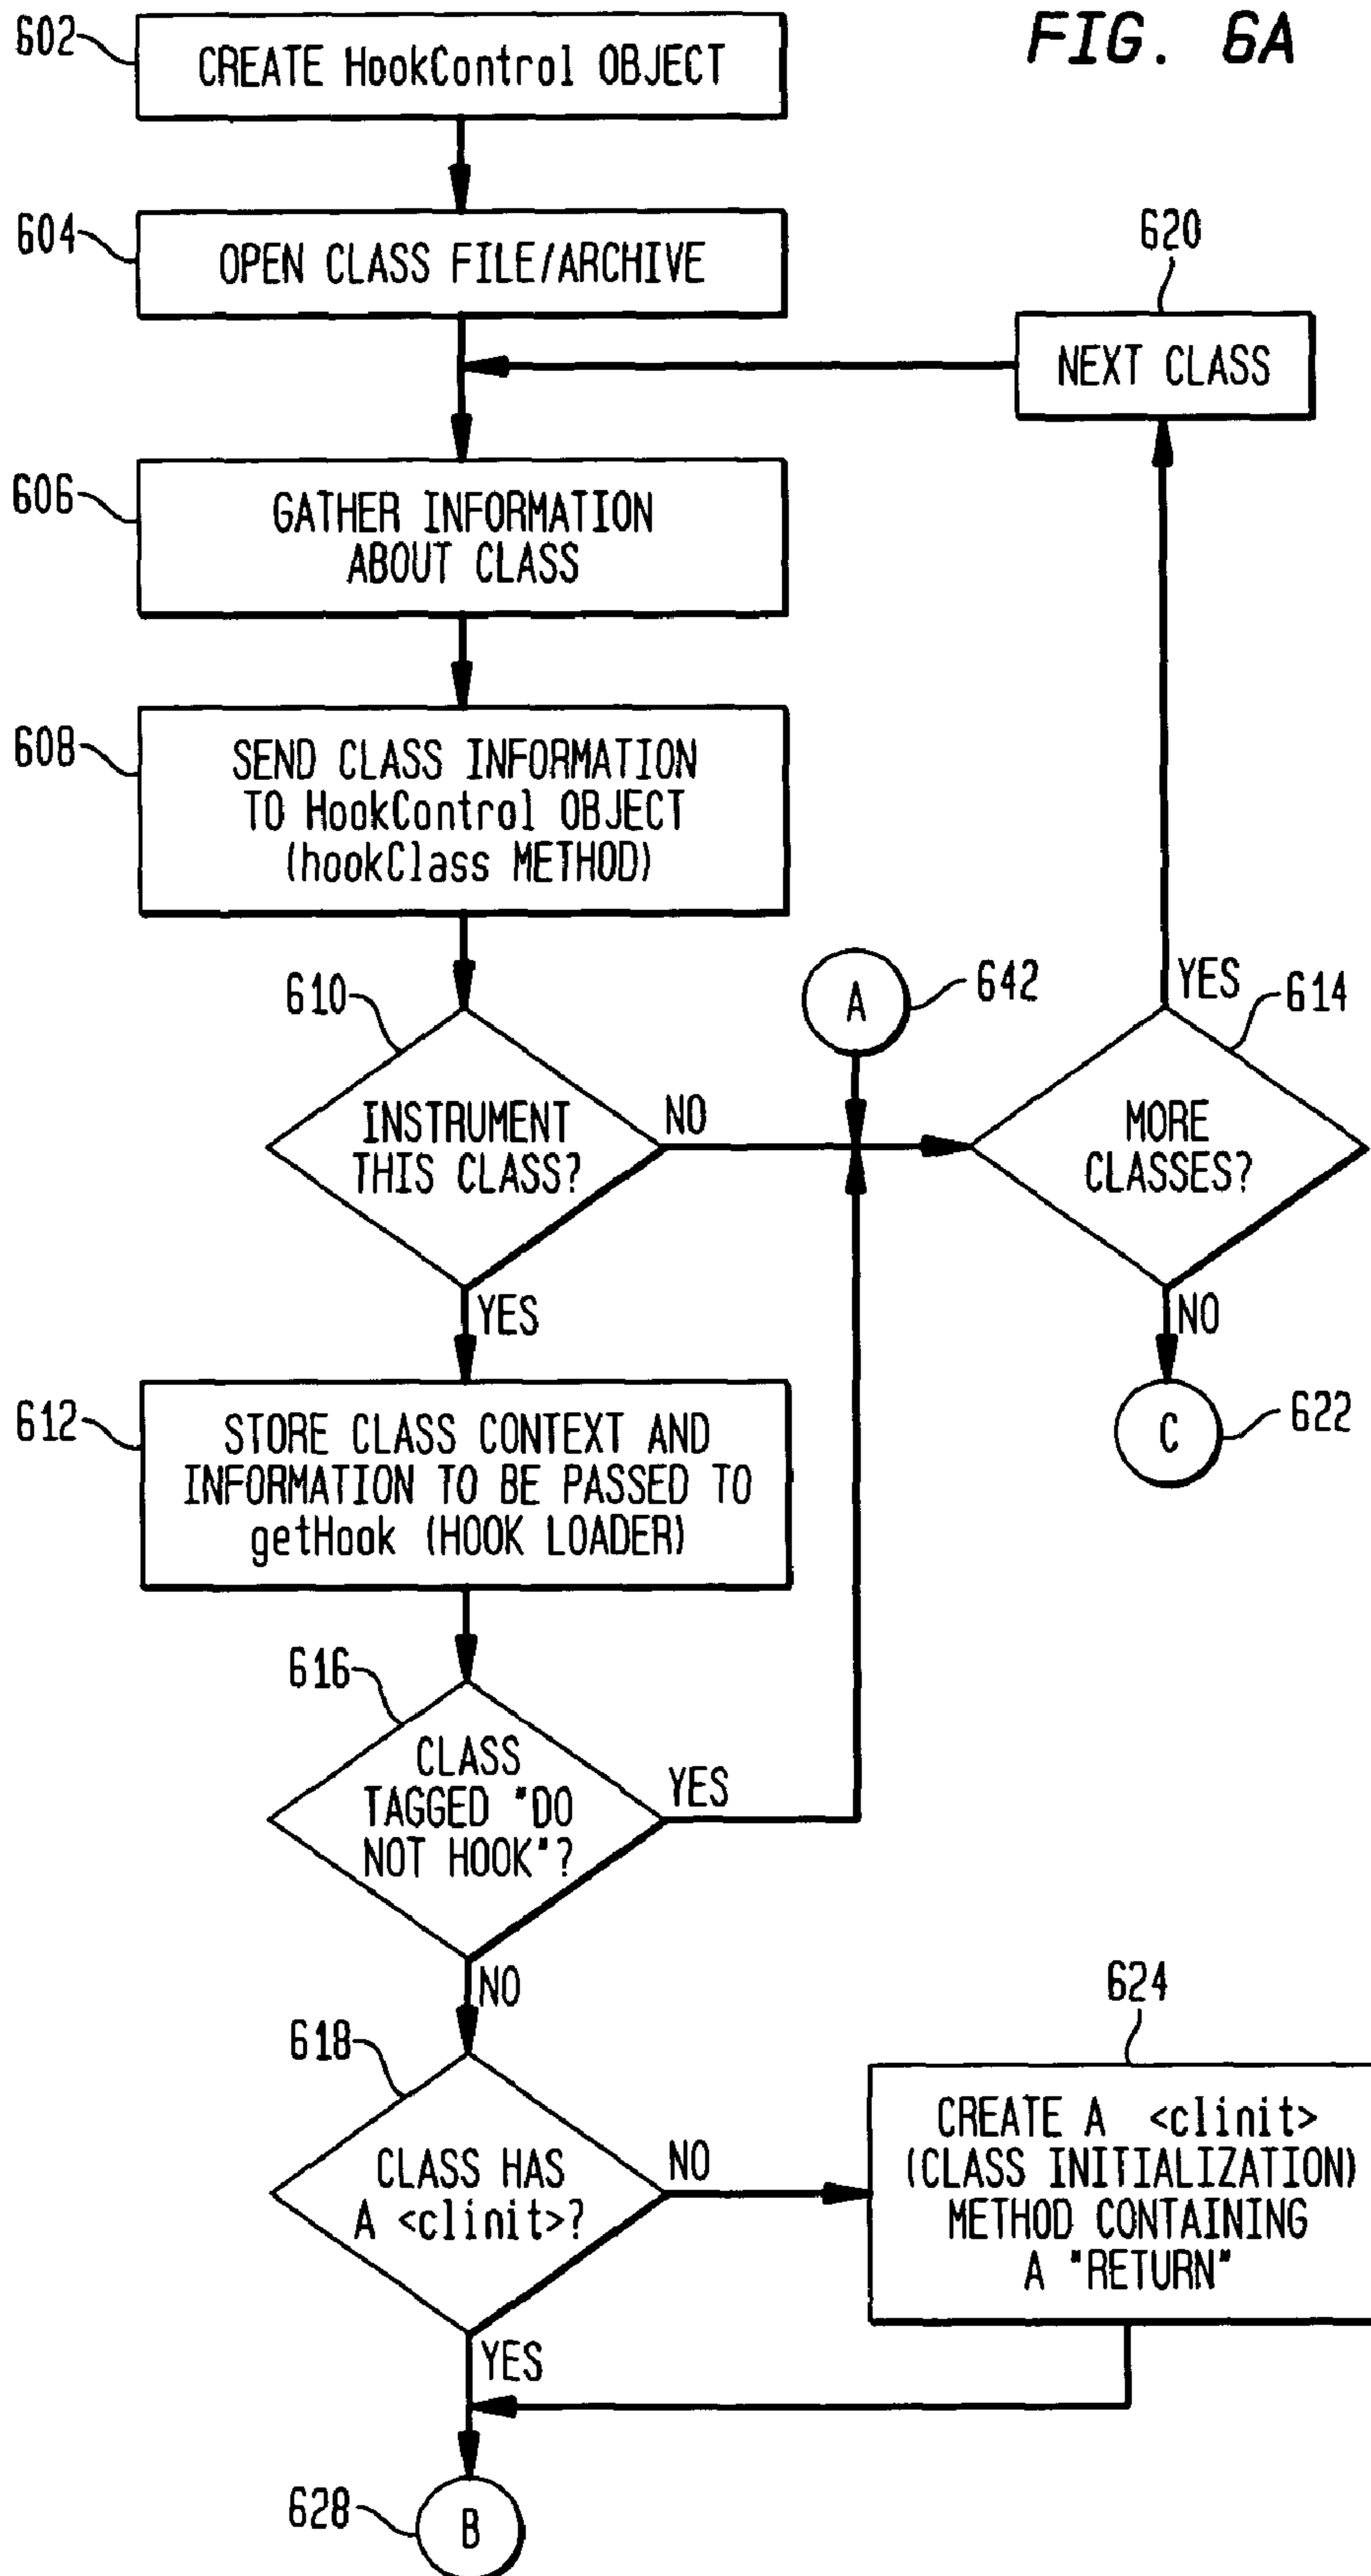 FIG. 6A
602
CREATE HookControl OBJECT
604
OPEN CLASS FILE/ARCHIVE
620
NEXT CLASS
606
GATHER INFORMATION
ABOUT CLASS
608
SEND CLASS INFORMATION
TO HookControl OBJECT
(hookClass METHOD)
610
INSTRUMENT
THIS CLASS?
NO
YES
A
642
614
MORE
CLASSES?
YES
NO
C
622
612
STORE CLASS CONTEXT AND
INFORMATION TO BE PASSED TO
getHook (HOOK LOADER)
616
CLASS
TAGGED "DO
NOT HOOK"?
YES
NO
618
CLASS HAS
A <clinit>?
NO
YES
624
CREATE A <clinit>
(CLASS INITIALIZATION)
METHOD CONTAINING
A "RETURN"
628
B